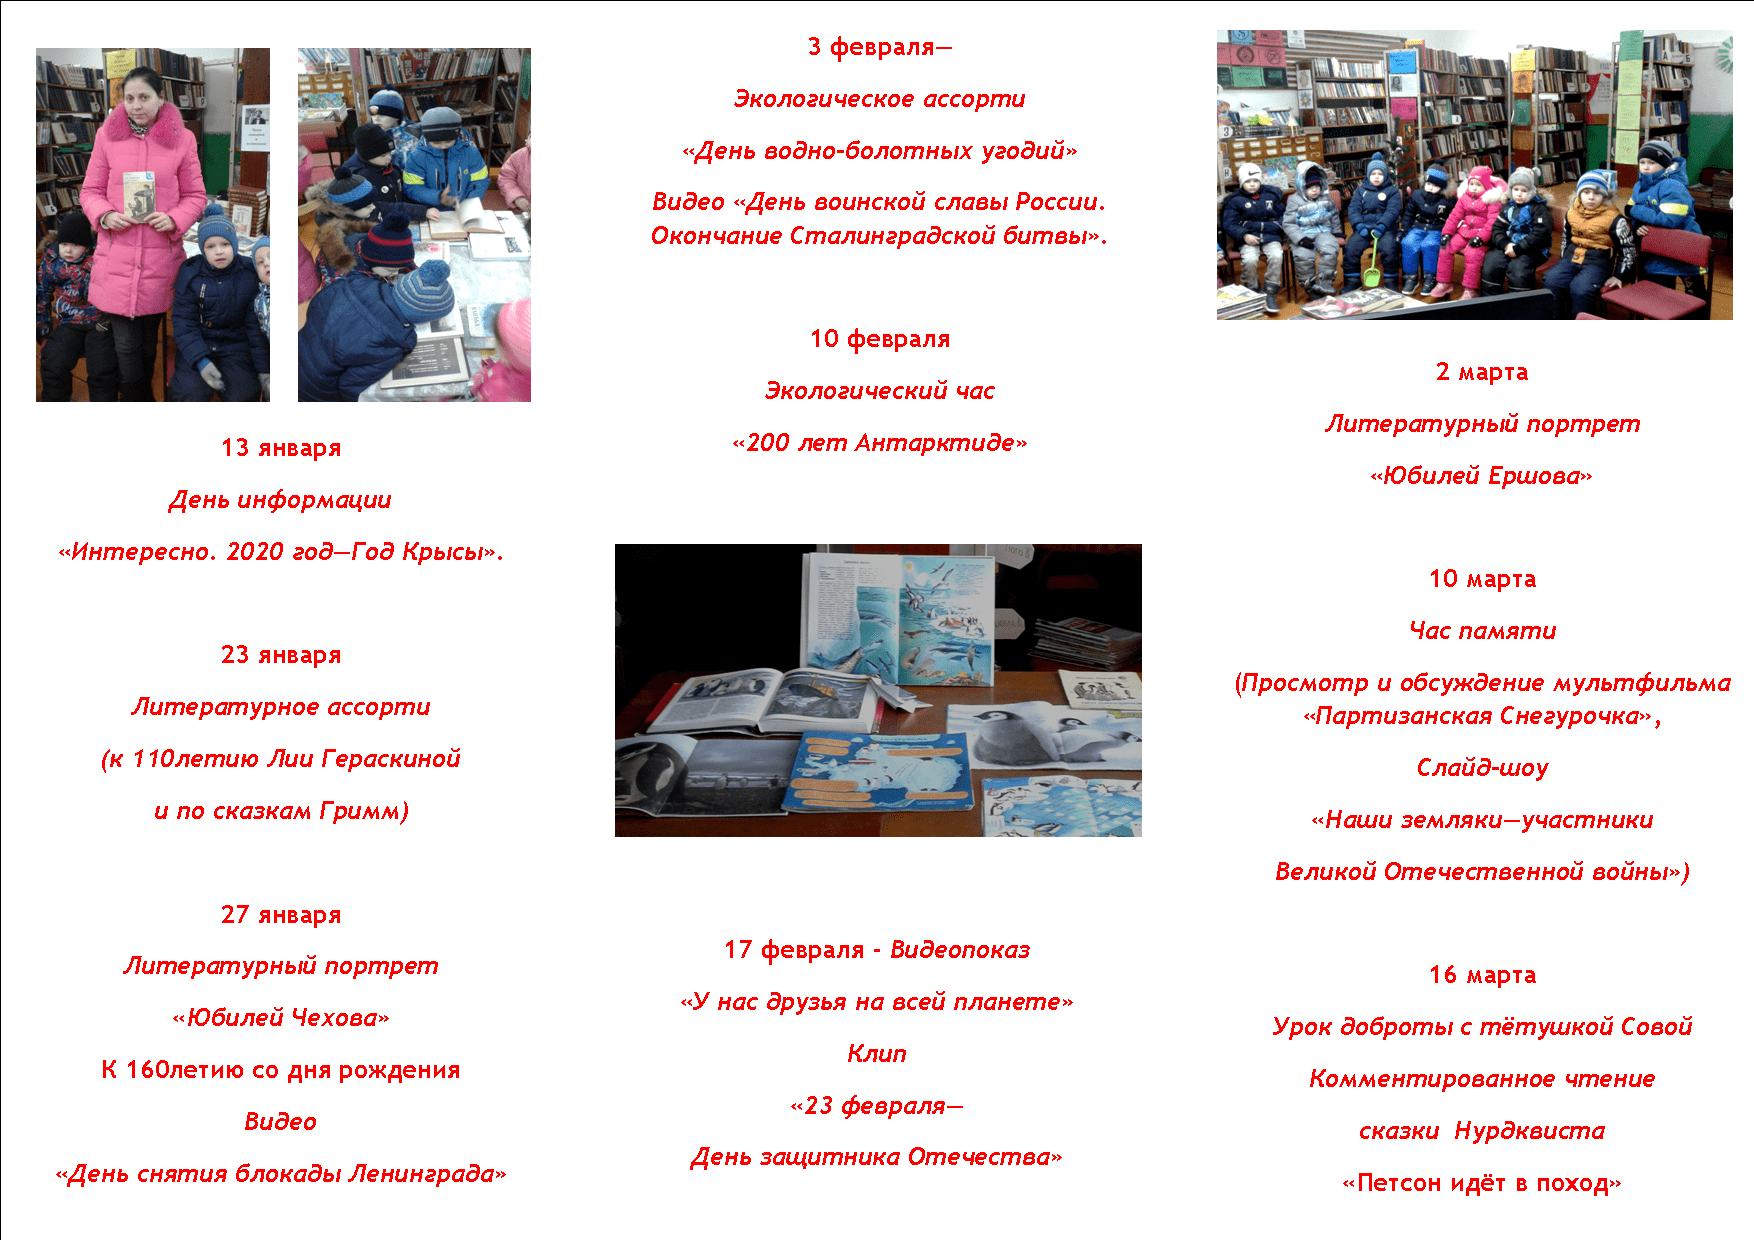 13 января
День информации
«Интересно. 2020 год—Год Крысы».
23 января
Литературное ассорти
(к 110летию Лии Гераскиной
и по сказкам Гримм)
27 января
Литературный портрет
«Юбилей Чехова»
К 160летию со дня рождения
Видео
«День снятия блокады Ленинграда»
3 февраля—
Экологическое ассорти
«День водно-болотных угодий»
Видео «День воинской славы России.
Окончание Сталинградской битвы».
10 февраля
Экологический час
«200 лет Антарктиде»
17 февраля - Видеопоказ
«У нас друзья на всей планете»
Клип
«23 февраля—
День защитника Отечества»
2 марта
Литературный портрет
«Юбилей Ершова»
10 марта
Час памяти
(Просмотр и обсуждение мультфильма
«Партизанская Снегурочка»,
Слайд-шоу
«Наши земляки—участники
Великой Отечественной войны»)
16 марта
Урок доброты с тётушкой Совой
Комментированное чтение
сказки Нурдквиста
«Петсон идёт в поход»